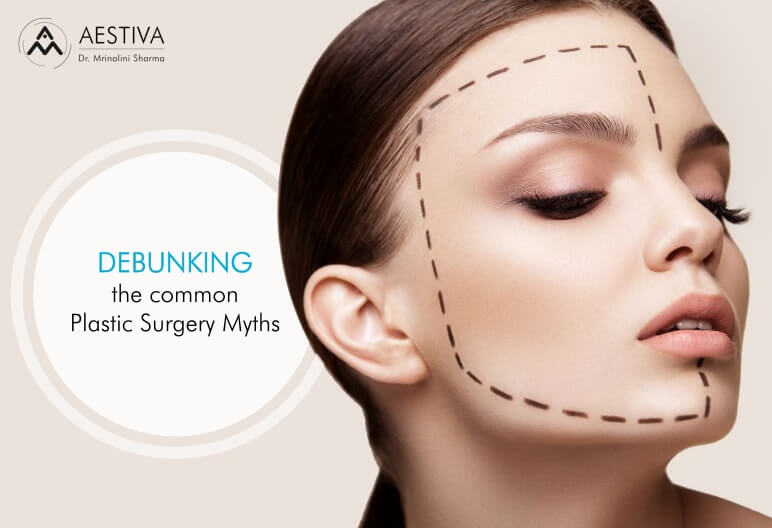 AESTIVA
Dr. Mrinalini Sharma
DEBUNKING
the common
Plastic Surgery Myths